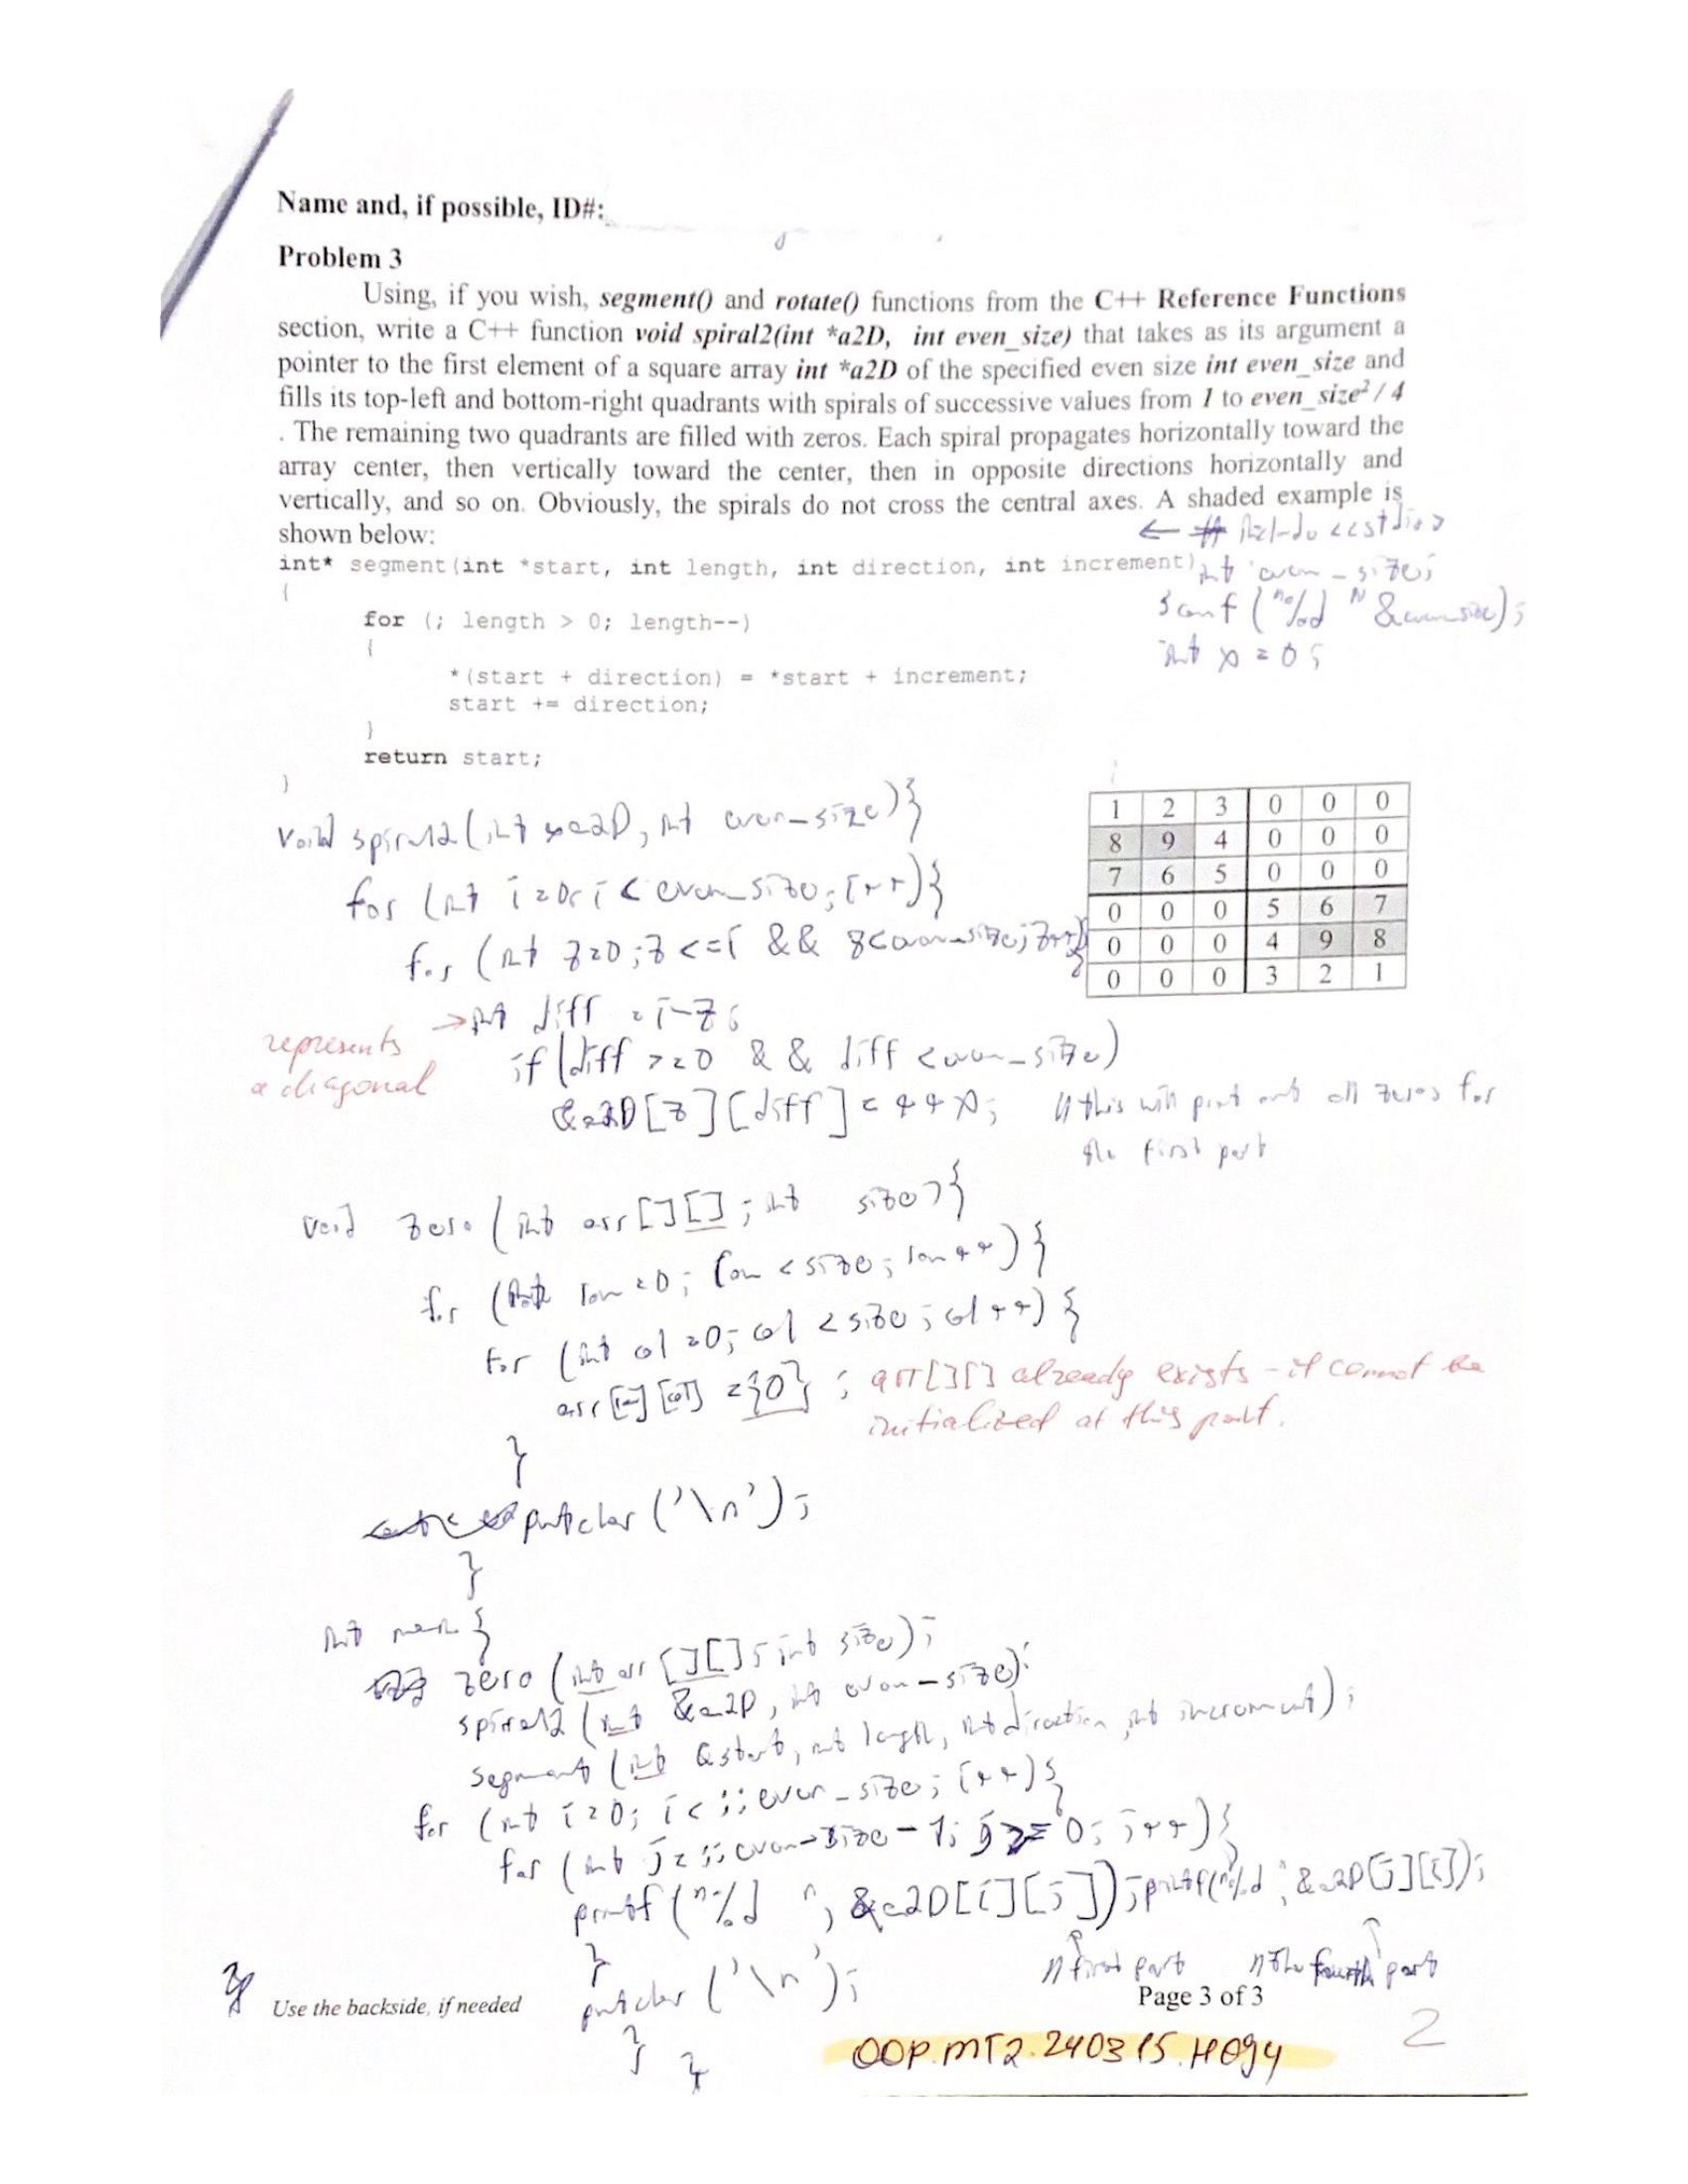 Name and, if possible, ID#:
Problem 3
Using, if you wish, segment() and rotate() functions from the C++ Reference Functions
section, write a C++ function void spiral2(int *a2D, int even_size) that takes as its argument a
pointer to the first element of a square array int *a2D of the specified even size int even_size and
fills its top-left and bottom-right quadrants with spirals of successive values from 1 to even_size² / 4
. The remaining two quadrants are filled with zeros. Each spiral propagates horizontally toward the
array center, then vertically toward the center, then in opposite directions horizontally and
vertically, and so on. Obviously, the spirals do not cross the central axes. A shaded example is
shown below:
← # include <cstdio>
int* segment(int *start, int length, int direction, int increment)
int even_size;
{
scanf ("%d" &even_size);
for (; length > 0; length--)
{
int x = 0;
*(start + direction) = *start + increment;
start += direction;
}
return start;
}
1 2 3 0 0 0
8 9 4 0 0 0
7 6 5 0 0 0
0 0 0 5 6 7
0 0 0 4 9 8
0 0 0 3 2 1
void spiral2(int *a2D, int even_size){
for (int i=0; i < even_size; i++){
for (int z=0; z <= i && z<even_size; z++){
→ int diff = i-z;
represents
a diagonal
if (diff >=0 && diff < even_size)
&a2D[z][diff] = ++x; // this will print out all zeros for
the first part
void zero (int arr[][]; int size){
for (int row=0; row < size; row++){
for (int col=0; col < size; col++){
arr[row][col] = {0};
arr[][] already exists - it cannot be
initialized at this point.
}
putchar('\n');
}
int main {
zero (int arr[][]; int size);
spiral2 (int &a2D, int even_size);
segment (int &start, int length, int direction, int increment);
for (int i=0; i< ;; even_size; i++){
for (int j= ;; even_size - 1; j >= 0; j++){
printf("%d ", &a2D[i][j]); printf("%d", &a2D[j][i]);
}
// first part // the fourth part
putchar('\n');
} }
Use the backside, if needed
Page 3 of 3
2
OOP.MT2.240315.H094